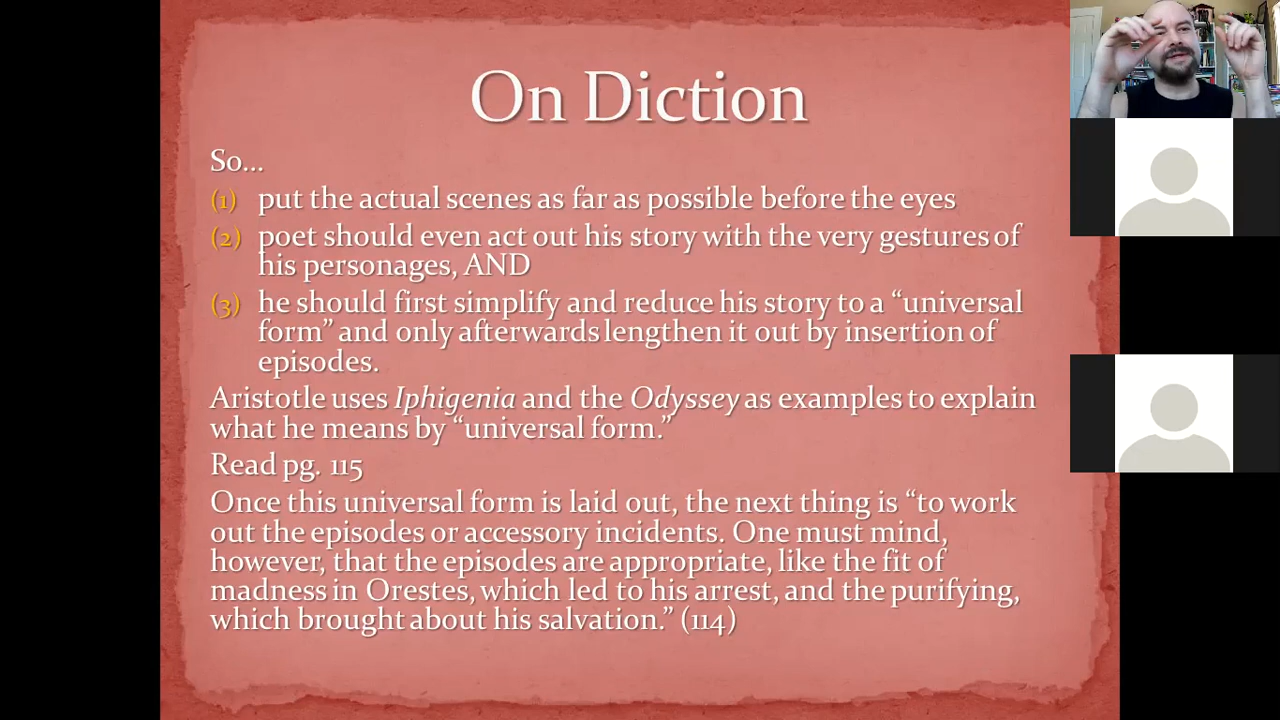 On Diction
So...
(1) put the actual scenes as far as possible before the eyes
(2) poet should even act out his story with the very gestures of
his personages, AND
(3) he should first simplify and reduce his story to a “universal
form” and only afterwards lengthen it out by insertion of
episodes.
Aristotle uses Iphigenia and the Odyssey as examples to explain
what he means by “universal form.”
Read pg. 115
Once this universal form is laid out, the next thing is “to work
out the episodes or accessory incidents. One must mind,
however, that the episodes are appropriate, like the fit of
madness in Orestes, which led to his arrest, and the purifying,
which brought about his salvation.” (114)